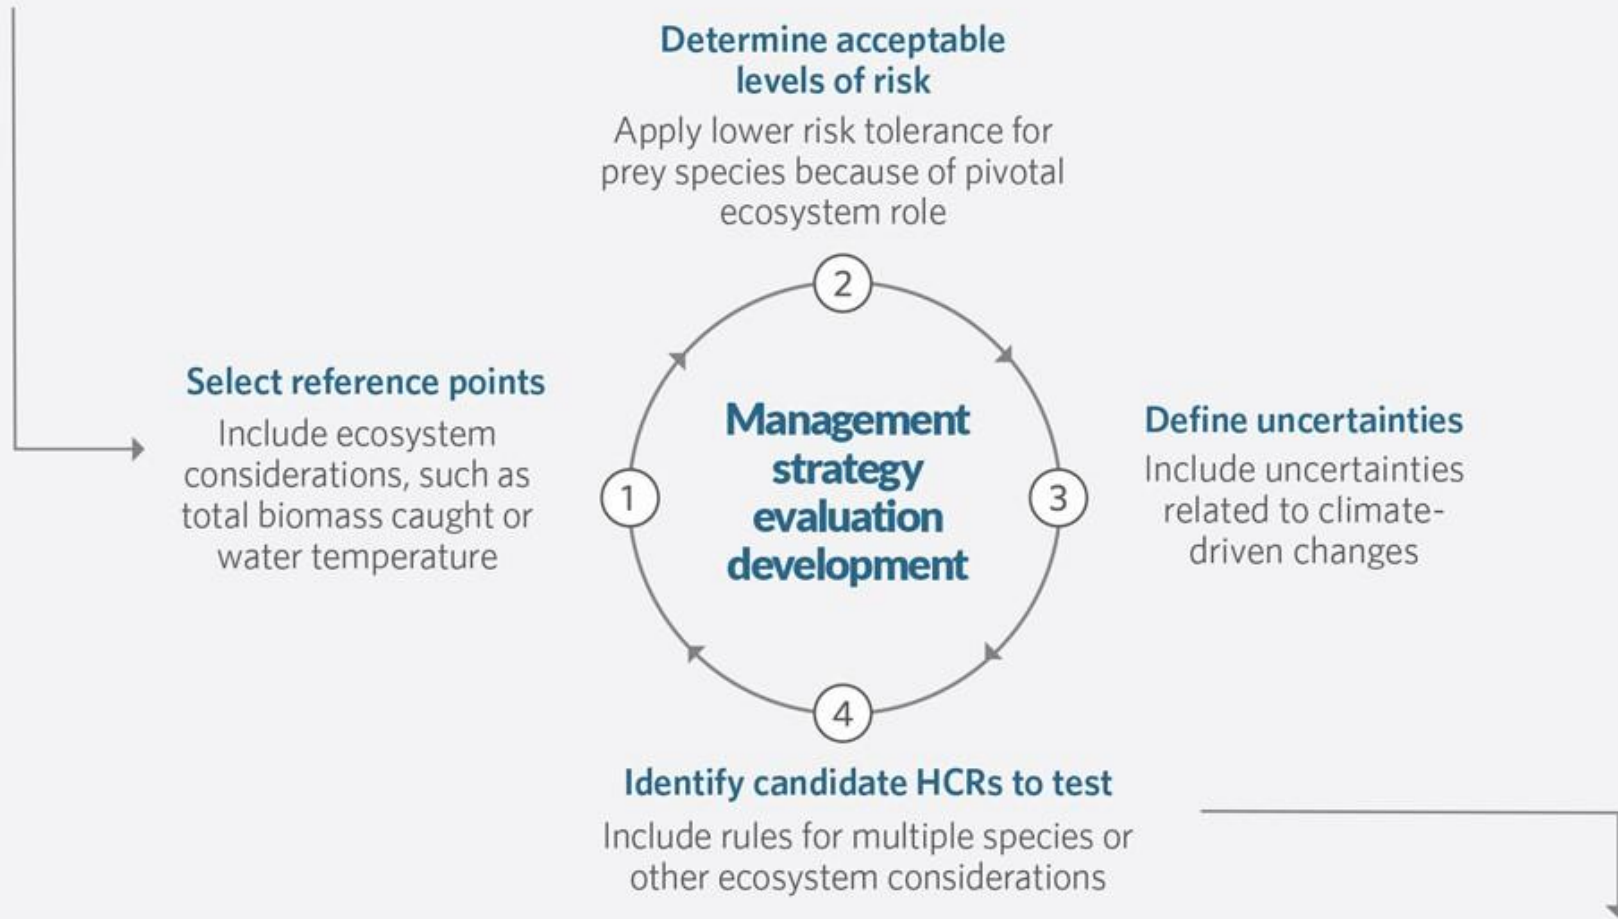 Determine acceptable
levels of risk
Apply lower risk tolerance for
prey species because of pivotal
ecosystem role
2
Select reference points
Include ecosystem
considerations, such as
total biomass caught or
water temperature
1
Management
strategy
evaluation
development
3
Define uncertainties
Include uncertainties
related to climate-
driven changes
4
Identify candidate HCRs to test
Include rules for multiple species or
other ecosystem considerations